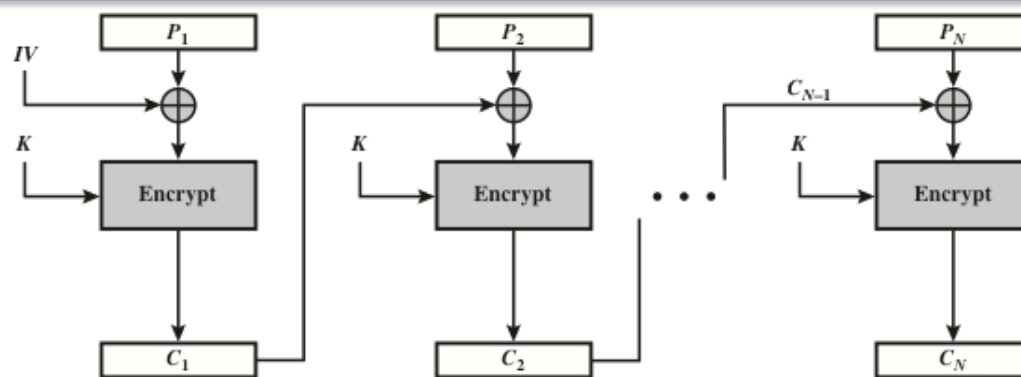 P1 P2 PN
IV
CN–1
K K K
Encrypt Encrypt Encrypt
• • •
C1 C2 CN